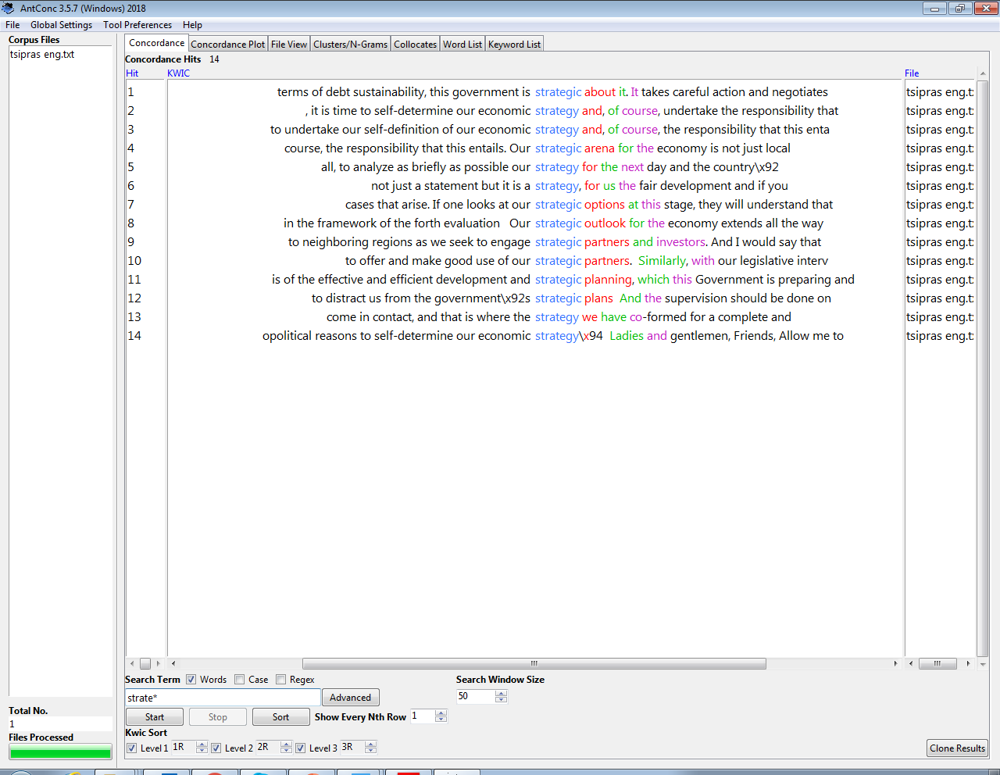 AntConc 3.5.7 (Windows) 2018
File Global Settings Tool Preferences Help
Corpus Files
tsipras eng.txt
Concordance Concordance Plot File View Clusters/N-Grams Collocates Word List Keyword List
Concordance Hits 14
Hit KWIC File
1 terms of debt sustainability, this government is strategic about it. It takes careful action and negotiates tsipras eng.t
2 , it is time to self-determine our economic strategy and, of course, undertake the responsibility that tsipras eng.t
3 to undertake our self-definition of our economic strategy and, of course, the responsibility that this enta tsipras eng.t
4 course, the responsibility that this entails. Our strategic arena for the economy is not just local tsipras eng.t
5 all, to analyze as briefly as possible our strategy for the next day and the country\x92 tsipras eng.t
6 not just a statement but it is a strategy, for us the fair development and if you tsipras eng.t
7 cases that arise. If one looks at our strategic options at this stage, they will understand that tsipras eng.t
8 in the framework of the forth evaluation Our strategic outlook for the economy extends all the way tsipras eng.t
9 to neighboring regions as we seek to engage strategic partners and investors. And I would say that tsipras eng.t
10 to offer and make good use of our strategic partners. Similarly, with our legislative interv tsipras eng.t
11 is of the effective and efficient development and strategic planning, which this Government is preparing and tsipras eng.t
12 to distract us from the government\x92s strategic plans And the supervision should be done on tsipras eng.t
13 come in contact, and that is where the strategy we have co-formed for a complete and tsipras eng.t
14 opolitical reasons to self-determine our economic strategy\x94 Ladies and gentlemen, Friends, Allow me to tsipras eng.t
Search Term Words Case Regex Search Window Size
strate* Advanced 50
Start Stop Sort Show Every Nth Row 1
Kwic Sort
Level 1 1R Level 2 2R Level 3 3R Clone Results
Total No.
1
Files Processed